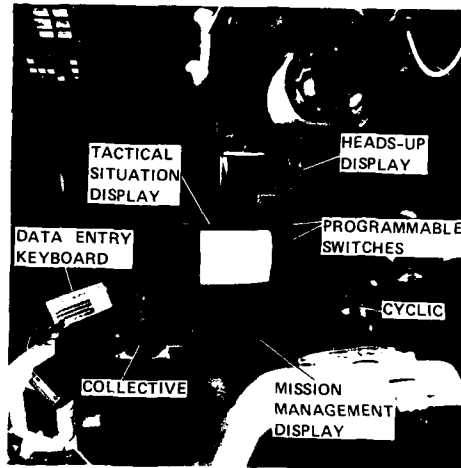 HEADS-UP
DISPLAY
TACTICAL
SITUATION
DISPLAY
PROGRAMMABLE
SWITCHES
DATA ENTRY
KEYBOARD
CYCLIC
COLLECTIVE
MISSION
MANAGEMENT
DISPLAY